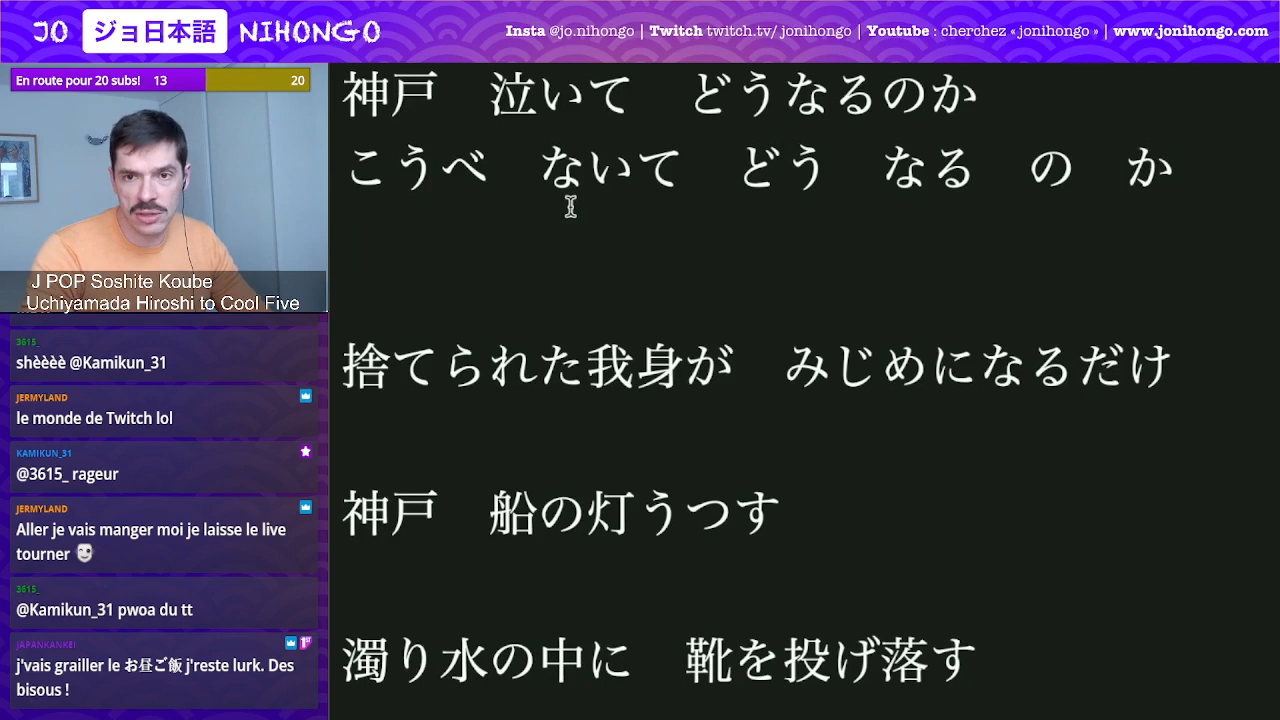 JO ジョ日本語 NIHONGO
Insta @jo.nihongo | Twitch twitch.tv/jonihongo | Youtube : cherchez « jonihongo » | www.jonihongo.com
En route pour 20 subs! 13 20
J POP Soshite Koube
Uchiyamada Hiroshi to Cool Five
3615_
shèèèè @Kamikun_31
JERMYLAND
le monde de Twitch lol
KAMIKUN_31
@3615_ rageur
JERMYLAND
Aller je vais manger moi je laisse le live
tourner
3615_
@Kamikun_31 pwoa du tt
JAPANKANKEI
j'vais grailler le お昼ご飯 j'reste lurk. Des
bisous !
神戸　泣いて　どうなるのか
こうべ　ないて　どう　なる　の　か
捨てられた我身が　みじめになるだけ
神戸　船の灯うつす
濁り水の中に　靴を投げ落す